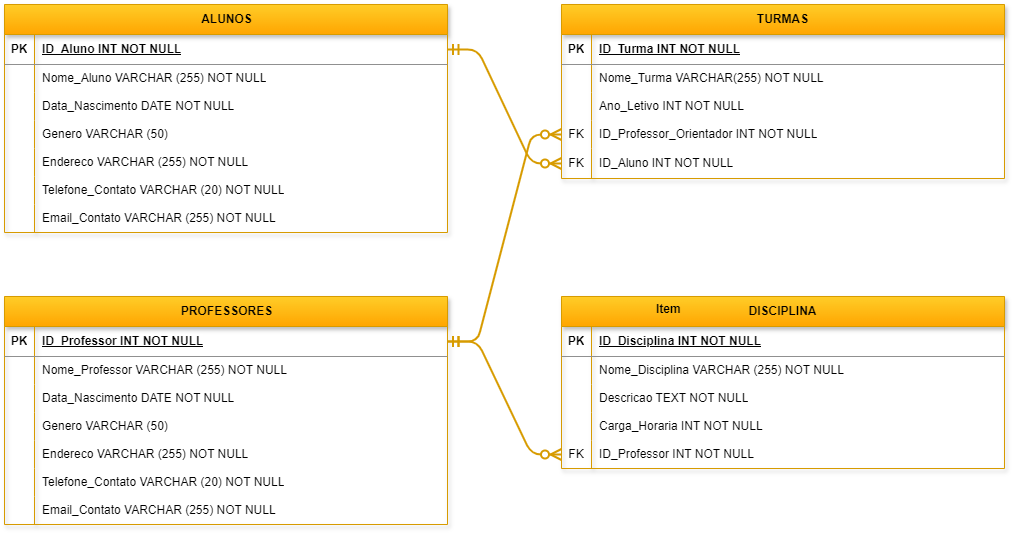 ALUNOS
PK ID_Aluno INT NOT NULL
Nome_Aluno VARCHAR (255) NOT NULL
Data_Nascimento DATE NOT NULL
Genero VARCHAR (50)
Endereco VARCHAR (255) NOT NULL
Telefone_Contato VARCHAR (20) NOT NULL
Email_Contato VARCHAR (255) NOT NULL
TURMAS
PK ID_Turma INT NOT NULL
Nome_Turma VARCHAR(255) NOT NULL
Ano_Letivo INT NOT NULL
FK ID_Professor_Orientador INT NOT NULL
FK ID_Aluno INT NOT NULL
PROFESSORES
PK ID_Professor INT NOT NULL
Nome_Professor VARCHAR (255) NOT NULL
Data_Nascimento DATE NOT NULL
Genero VARCHAR (50)
Endereco VARCHAR (255) NOT NULL
Telefone_Contato VARCHAR (20) NOT NULL
Email_Contato VARCHAR (255) NOT NULL
Item DISCIPLINA
PK ID_Disciplina INT NOT NULL
Nome_Disciplina VARCHAR (255) NOT NULL
Descricao TEXT NOT NULL
Carga_Horaria INT NOT NULL
FK ID_Professor INT NOT NULL